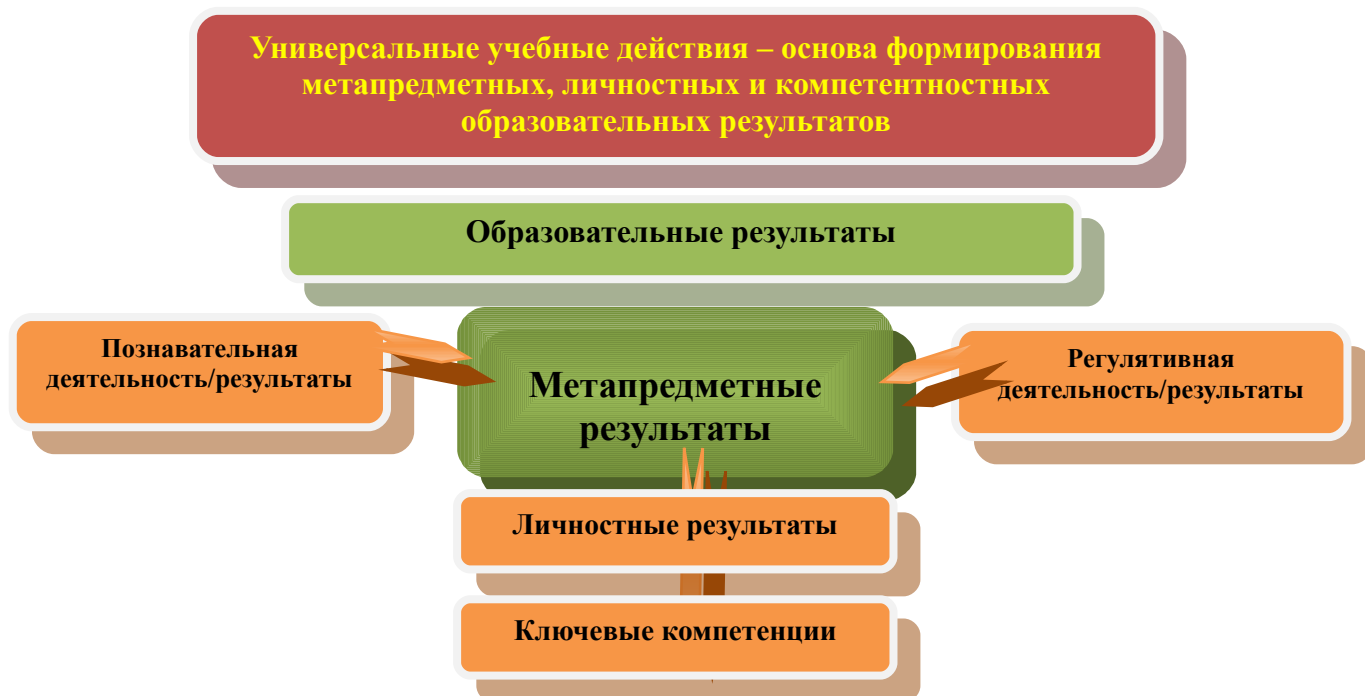 Универсальные учебные действия – основа формирования
метапредметных, личностных и компетентностных
образовательных результатов
Образовательные результаты
Познавательная
деятельность/результаты
Метапредметные
результаты
Регулятивная
деятельность/результаты
Личностные результаты
Ключевые компетенции